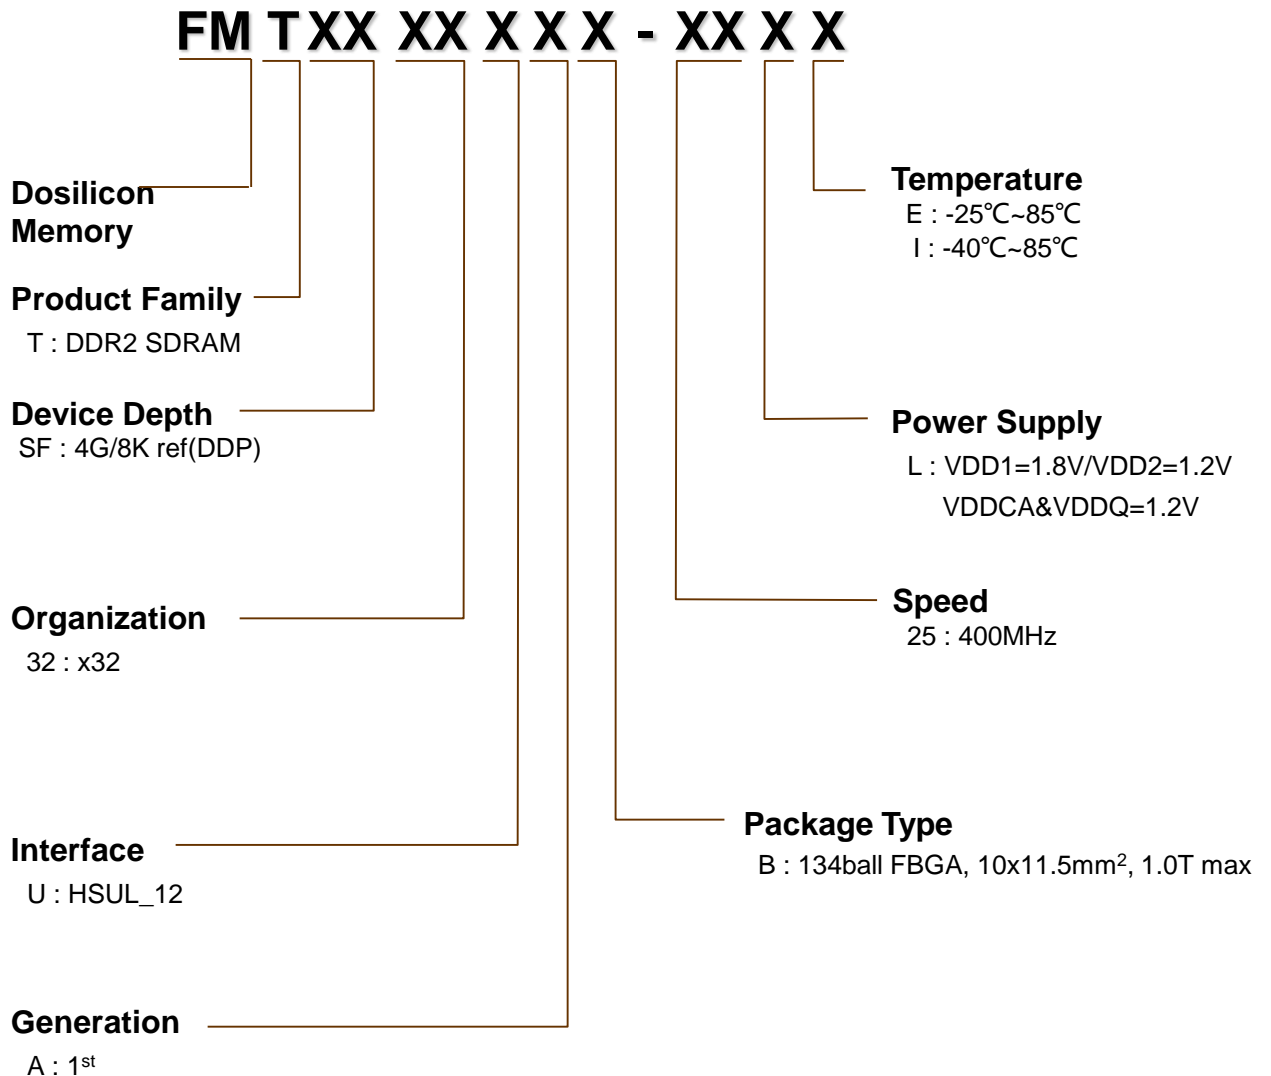 FM T XX XX X X X - XX X X
Dosilicon
Memory
Product Family
T : DDR2 SDRAM
Device Depth
SF : 4G/8K ref(DDP)
Organization
32 : x32
Interface
U : HSUL_12
Generation
A : 1st
Temperature
E : -25℃~85℃
I : -40℃~85℃
Power Supply
L : VDD1=1.8V/VDD2=1.2V
VDDCA&VDDQ=1.2V
Speed
25 : 400MHz
Package Type
B : 134ball FBGA, 10x11.5mm², 1.0T max